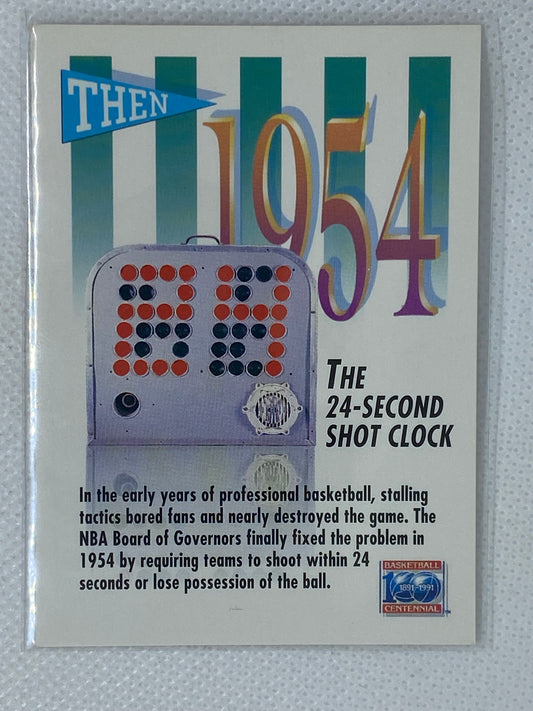 THEN
1954
THE
24-SECOND
SHOT CLOCK
In the early years of professional basketball, stalling
tactics bored fans and nearly destroyed the game. The
NBA Board of Governors finally fixed the problem in
1954 by requiring teams to shoot within 24
seconds or lose possession of the ball.
BASKETBALL
100
1891-1991
CENTENNIAL